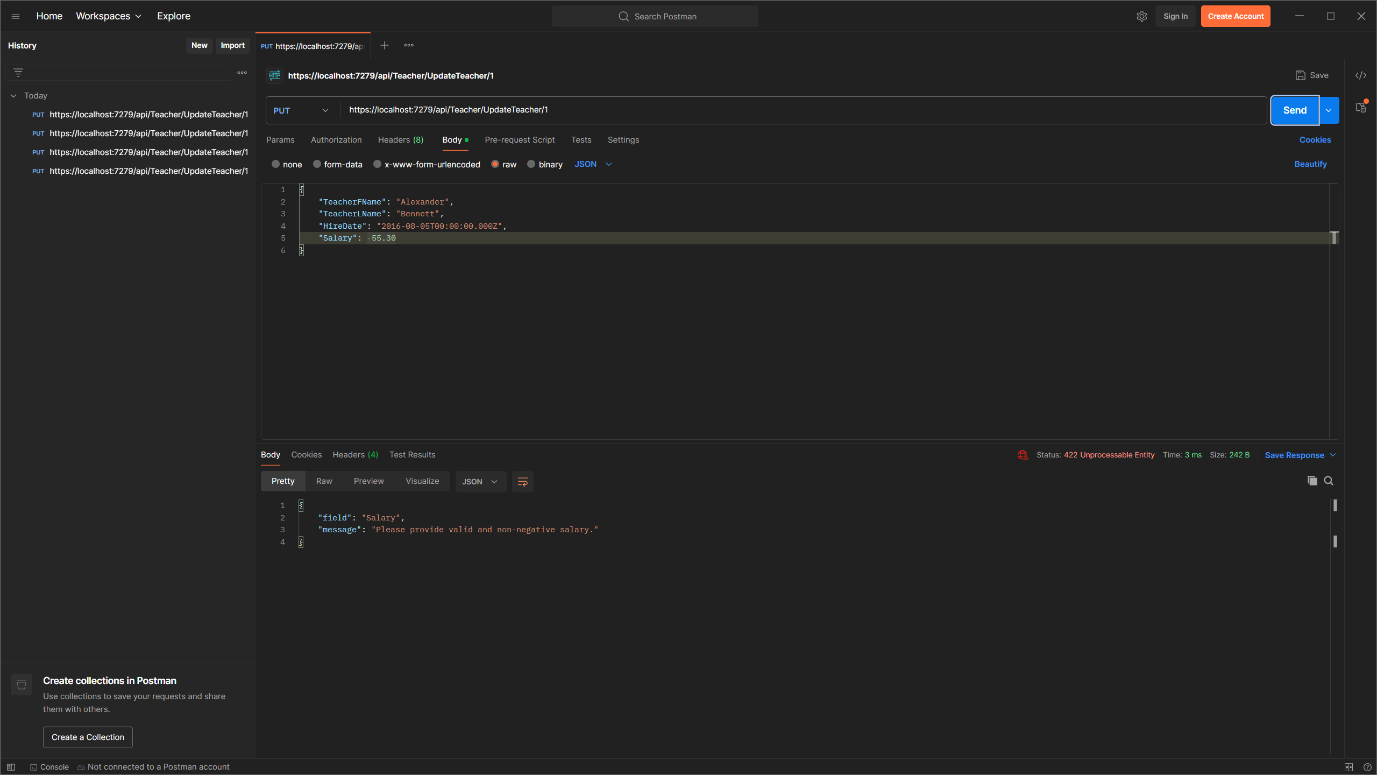 Home Workspaces Explore Search Postman Sign In Create Account
History New Import PUT https://localhost:7279/ap
https://localhost:7279/api/Teacher/UpdateTeacher/1 Save
Today
PUT https://localhost:7279/api/Teacher/UpdateTeacher/1
PUT https://localhost:7279/api/Teacher/UpdateTeacher/1
PUT https://localhost:7279/api/Teacher/UpdateTeacher/1
PUT https://localhost:7279/api/Teacher/UpdateTeacher/1
PUT https://localhost:7279/api/Teacher/UpdateTeacher/1 Send
Params Authorization Headers (8) Body Pre-request Script Tests Settings Cookies
none form-data x-www-form-urlencoded raw binary JSON Beautify
1 {
2 "TeacherFName": "Alexander",
3 "TeacherLName": "Bennett",
4 "HireDate": "2016-08-05T00:00:00.000Z",
5 "Salary": -55.30
6 }
Body Cookies Headers (4) Test Results Status: 422 Unprocessable Entity Time: 3 ms Size: 242 B Save Response
Pretty Raw Preview Visualize JSON
1 {
2 "field": "Salary",
3 "message": "Please provide valid and non-negative salary."
4 }
Create collections in Postman
Use collections to save your requests and share
them with others.
Create a Collection
Console Not connected to a Postman account